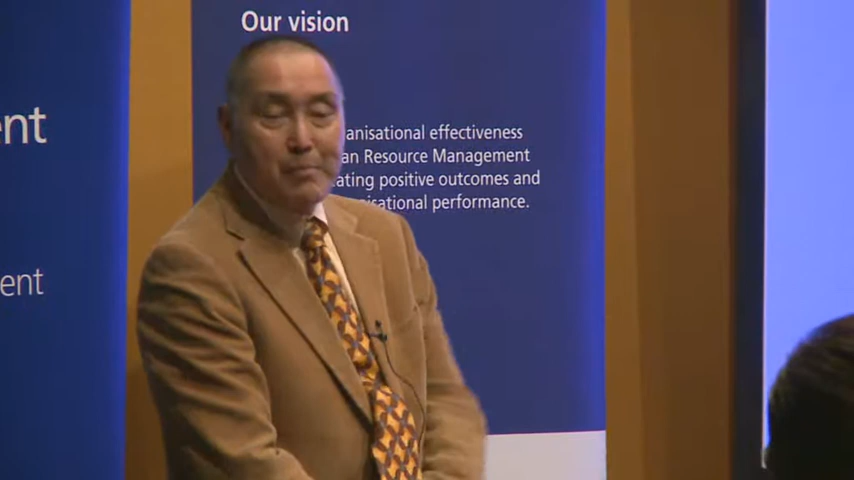 Our vision
ent
anisational effectiveness
an Resource Management
ating positive outcomes and
isational performance.
ent